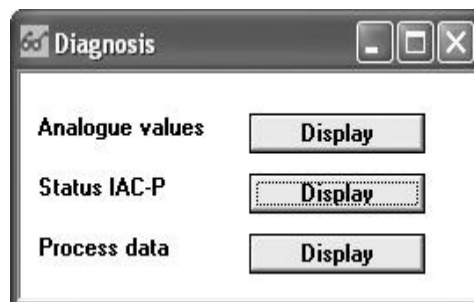 Diagnosis
Analogue values Display
Status IAC-P Display
Process data Display